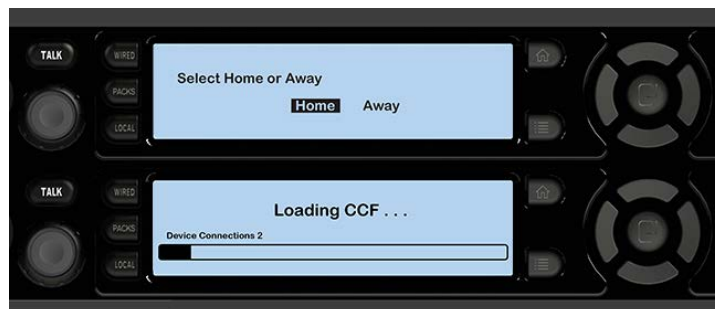 TALK
WIRED
PACKS
LOCAL
Select Home or Away
Home Away
TALK
WIRED
PACKS
LOCAL
Loading CCF . . .
Device Connections 2